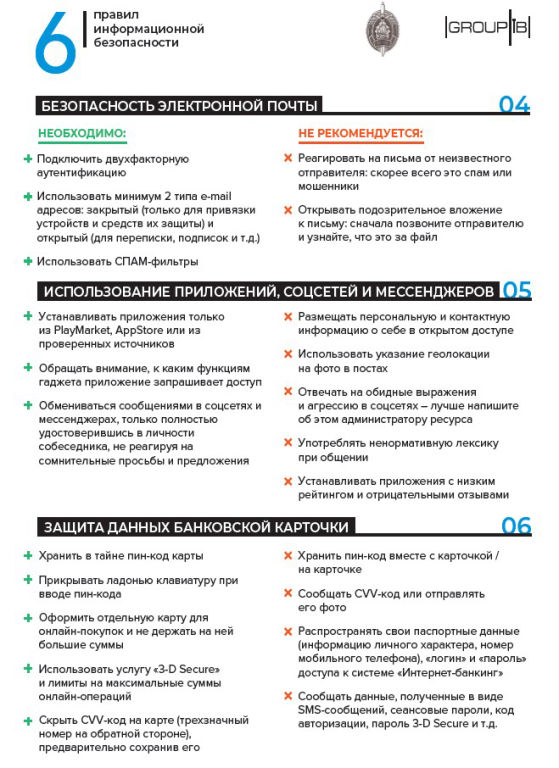 6 правил
информационной
безопасности
GROUP IB
БЕЗОПАСНОСТЬ ЭЛЕКТРОННОЙ ПОЧТЫ 04
НЕОБХОДИМО:
+ Подключить двухфакторную
аутентификацию
+ Использовать минимум 2 типа e-mail
адресов: закрытый (только для привязки
устройств и средств их защиты) и
открытый (для переписки, подписок и т.д.)
+ Использовать СПАМ-фильтры
НЕ РЕКОМЕНДУЕТСЯ:
× Реагировать на письма от неизвестного
отправителя: скорее всего это спам или
мошенники
× Открывать подозрительное вложение
к письму: сначала позвоните отправителю
и узнайте, что это за файл
ИСПОЛЬЗОВАНИЕ ПРИЛОЖЕНИЙ, СОЦСЕТЕЙ И МЕССЕНДЖЕРОВ 05
+ Устанавливать приложения только
из PlayMarket, AppStore или из
проверенных источников
+ Обращать внимание, к каким функциям
гаджета приложение запрашивает доступ
+ Обмениваться сообщениями в соцсетях и
мессенджерах, только полностью
удостоверившись в личности
собеседника, не реагируя на
сомнительные просьбы и предложения
× Размещать персональную и контактную
информацию о себе в открытом доступе
× Использовать указание геолокации
на фото в постах
× Отвечать на обидные выражения
и агрессию в соцсетях – лучше напишите
об этом администратору ресурса
× Употреблять ненормативную лексику
при общении
× Устанавливать приложения с низким
рейтингом и отрицательными отзывами
ЗАЩИТА ДАННЫХ БАНКОВСКОЙ КАРТОЧКИ 06
+ Хранить в тайне пин-код карты
+ Прикрывать ладонью клавиатуру при
вводе пин-кода
+ Оформить отдельную карту для
онлайн-покупок и не держать на ней
большие суммы
+ Использовать услугу «3-D Secure»
и лимиты на максимальные суммы
онлайн-операций
+ Скрыть CVV-код на карте (трехзначный
номер на обратной стороне),
предварительно сохранив его
× Хранить пин-код вместе с карточкой /
на карточке
× Сообщать CVV-код или отправлять
его фото
× Распространять свои паспортные данные
(информацию личного характера, номер
мобильного телефона), «логин» и «пароль»
доступа к системе «Интернет-банкинг»
× Сообщать данные, полученные в виде
SMS-сообщений, сеансовые пароли, код
авторизации, пароль 3-D Secure и т.д.